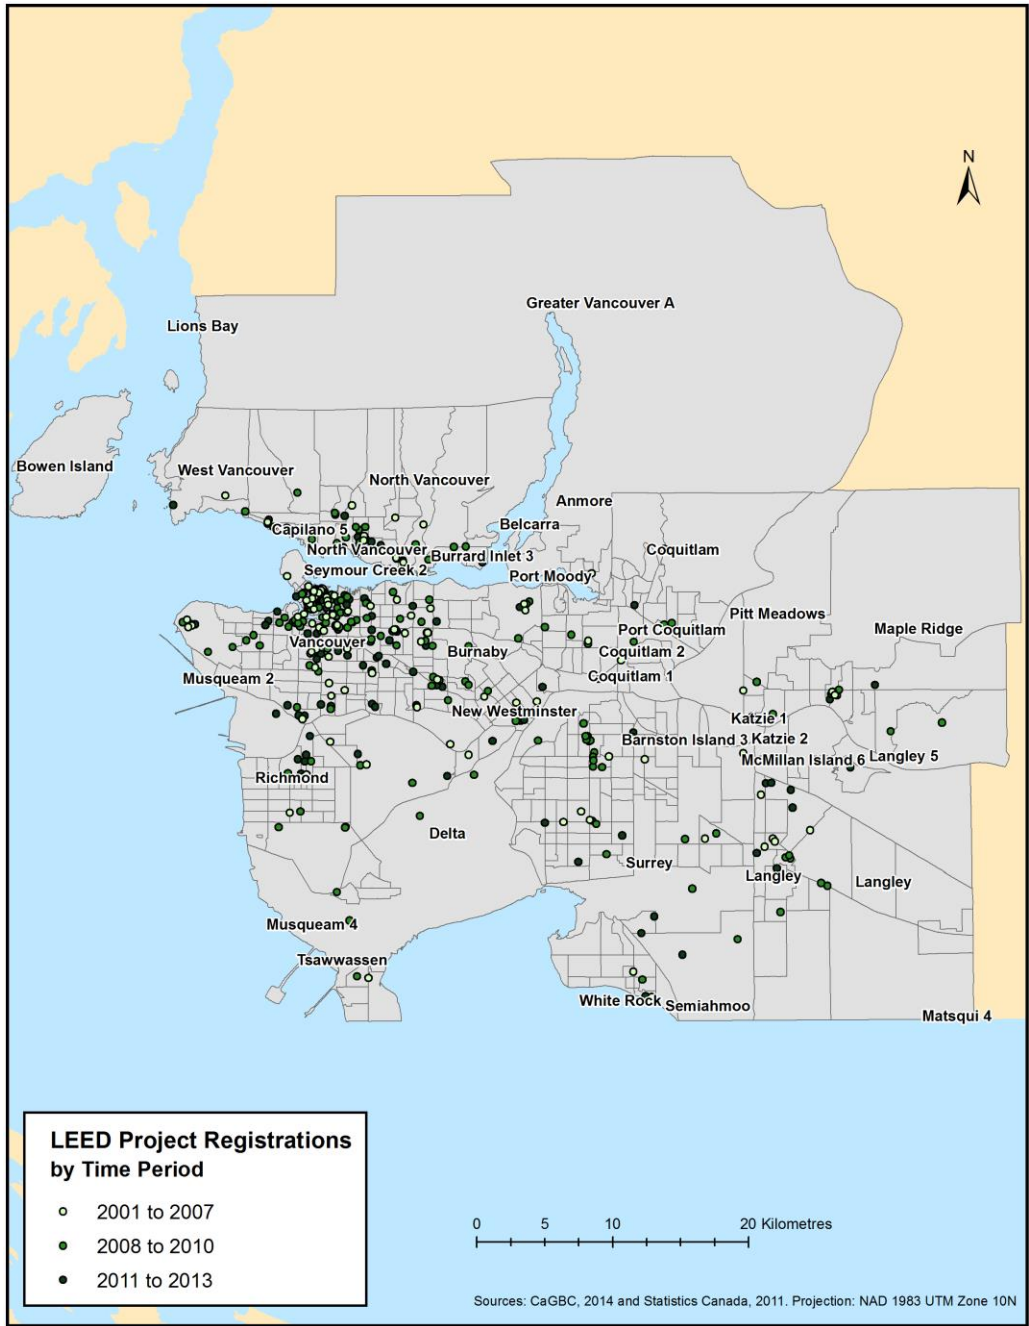 N
Greater Vancouver A
Lions Bay
Bowen Island
West Vancouver
North Vancouver
Anmore
Belcarra
Capilano 5
North Vancouver
Burrard Inlet 3
Coquitlam
Seymour Creek 2
Port Moody
Pitt Meadows
Port Coquitlam
Maple Ridge
Vancouver
Burnaby
Coquitlam 2
Musqueam 2
Coquitlam 1
New Westminster
Katzie 1
Barnston Island 3
Katzie 2
McMillan Island 6
Langley 5
Richmond
Delta
Surrey
Langley
Langley
Musqueam 4
Tsawwassen
White Rock
Semiahmoo
Matsqui 4
LEED Project Registrations
by Time Period
2001 to 2007
2008 to 2010
2011 to 2013
0 5 10 20 Kilometres
Sources: CaGBC, 2014 and Statistics Canada, 2011. Projection: NAD 1983 UTM Zone 10N